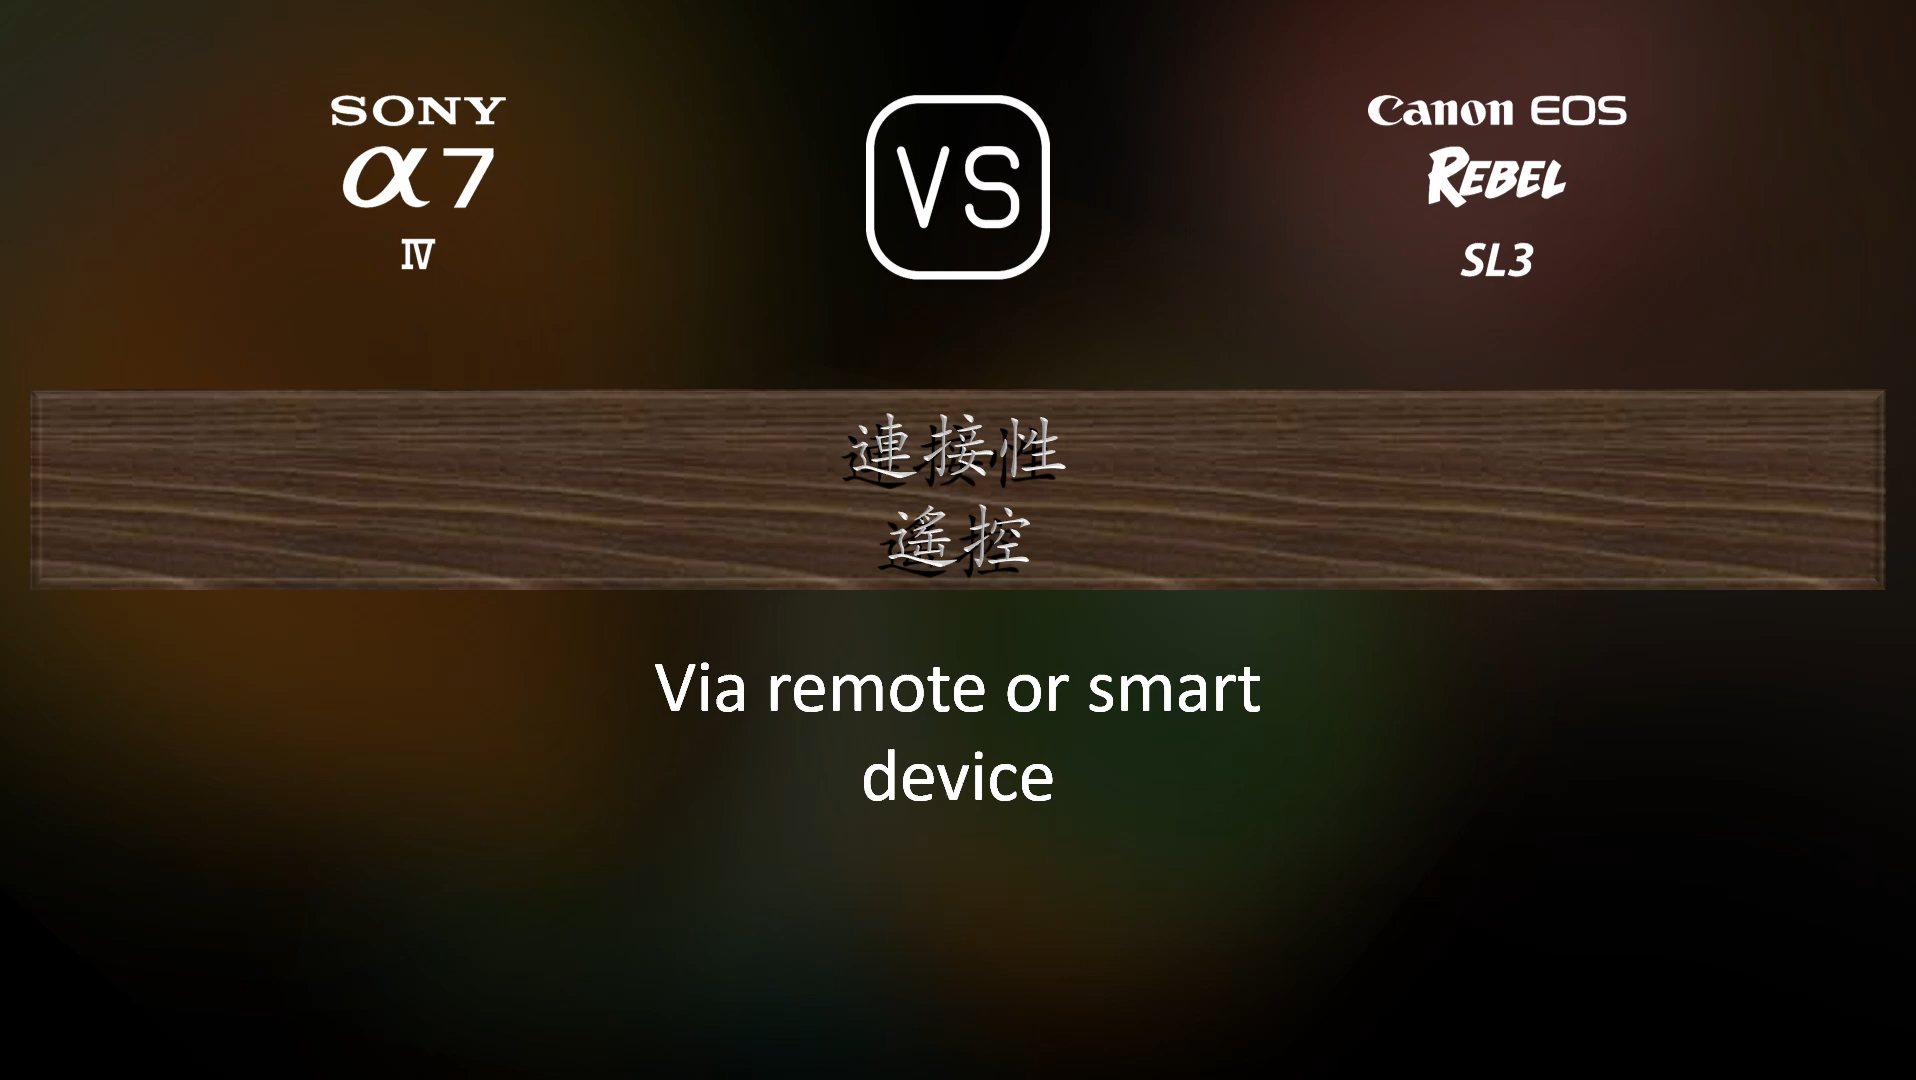 SONY
α7
IV
VS
Canon EOS
REBEL
SL3
連接性
遙控
Via remote or smart
device